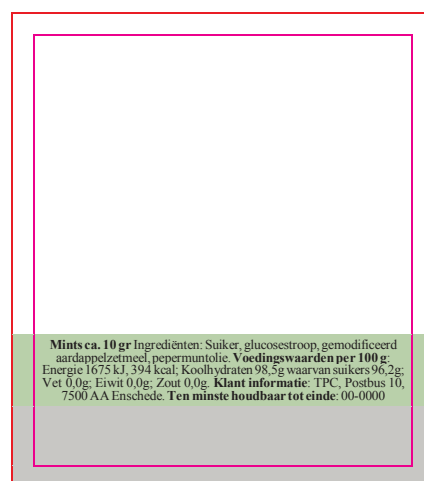 Mints ca. 10 gr Ingrediënten: Suiker, glucosestroop, gemodificeerd
aardappelzetmeel, pepermuntolie. Voedingswaarden per 100 g:
Energie 1675 kJ, 394 kcal; Koolhydraten 98,5g waarvan suikers 96,2g;
Vet 0,0g; Eiwit 0,0g; Zout 0,0g. Klant informatie: TPC, Postbus 10,
7500 AA Enschede. Ten minste houdbaar tot einde: 00-0000